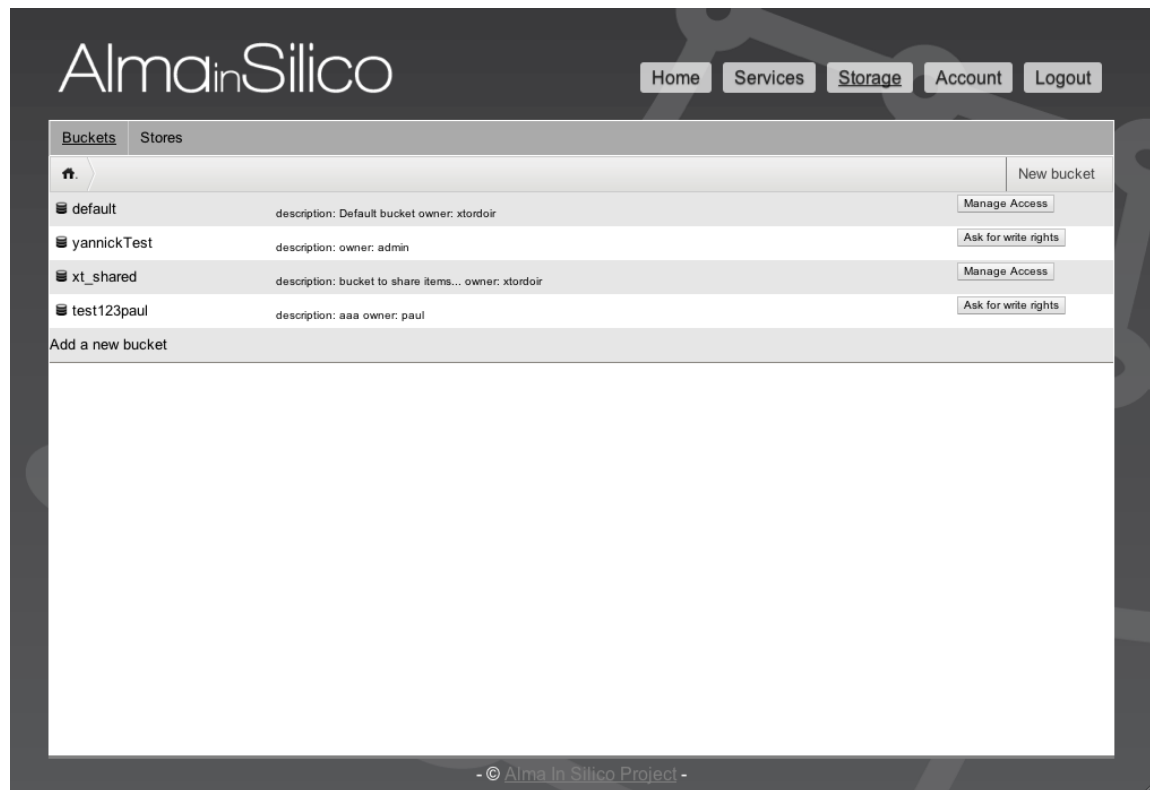 AlmainSilico
Home Services Storage Account Logout
Buckets Stores
New bucket
default description: Default bucket owner: xtordoir Manage Access
yannickTest description: owner: admin Ask for write rights
xt_shared description: bucket to share items... owner: xtordoir Manage Access
test123paul description: aaa owner: paul Ask for write rights
Add a new bucket
- © Alma In Silico Project -